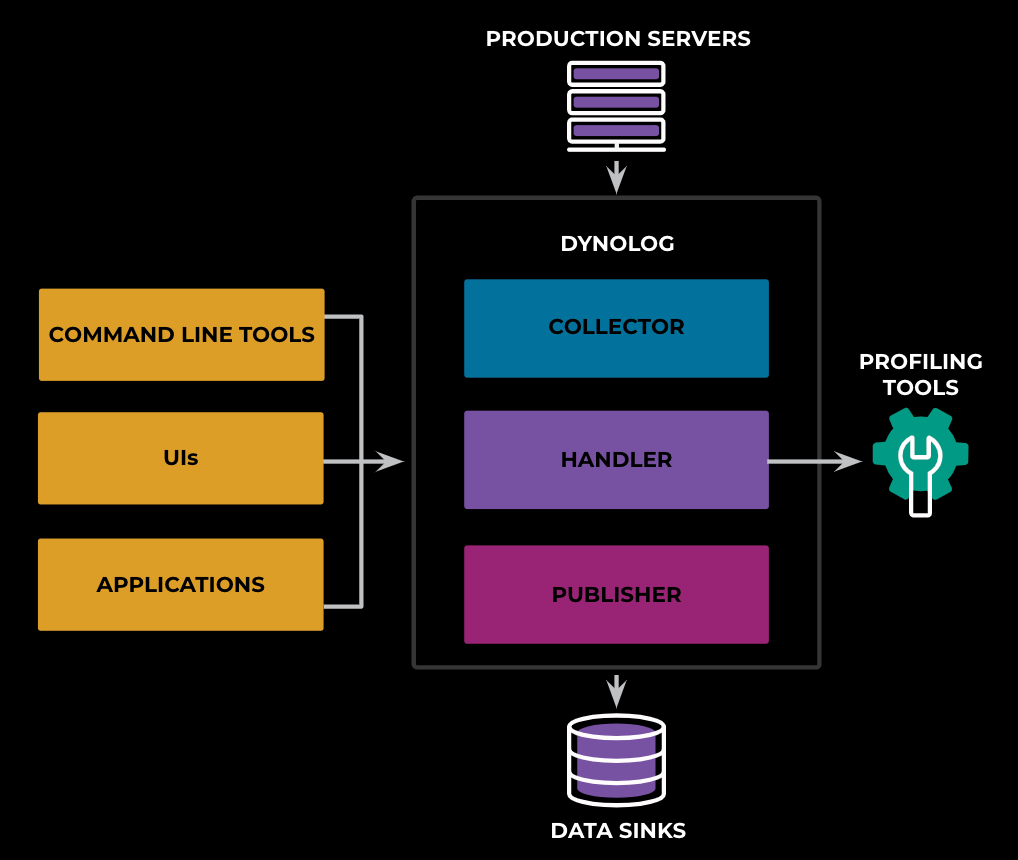 PRODUCTION SERVERS
DYNOLOG
COLLECTOR
COMMAND LINE TOOLS
PROFILING
TOOLS
UIs
HANDLER
APPLICATIONS
PUBLISHER
DATA SINKS